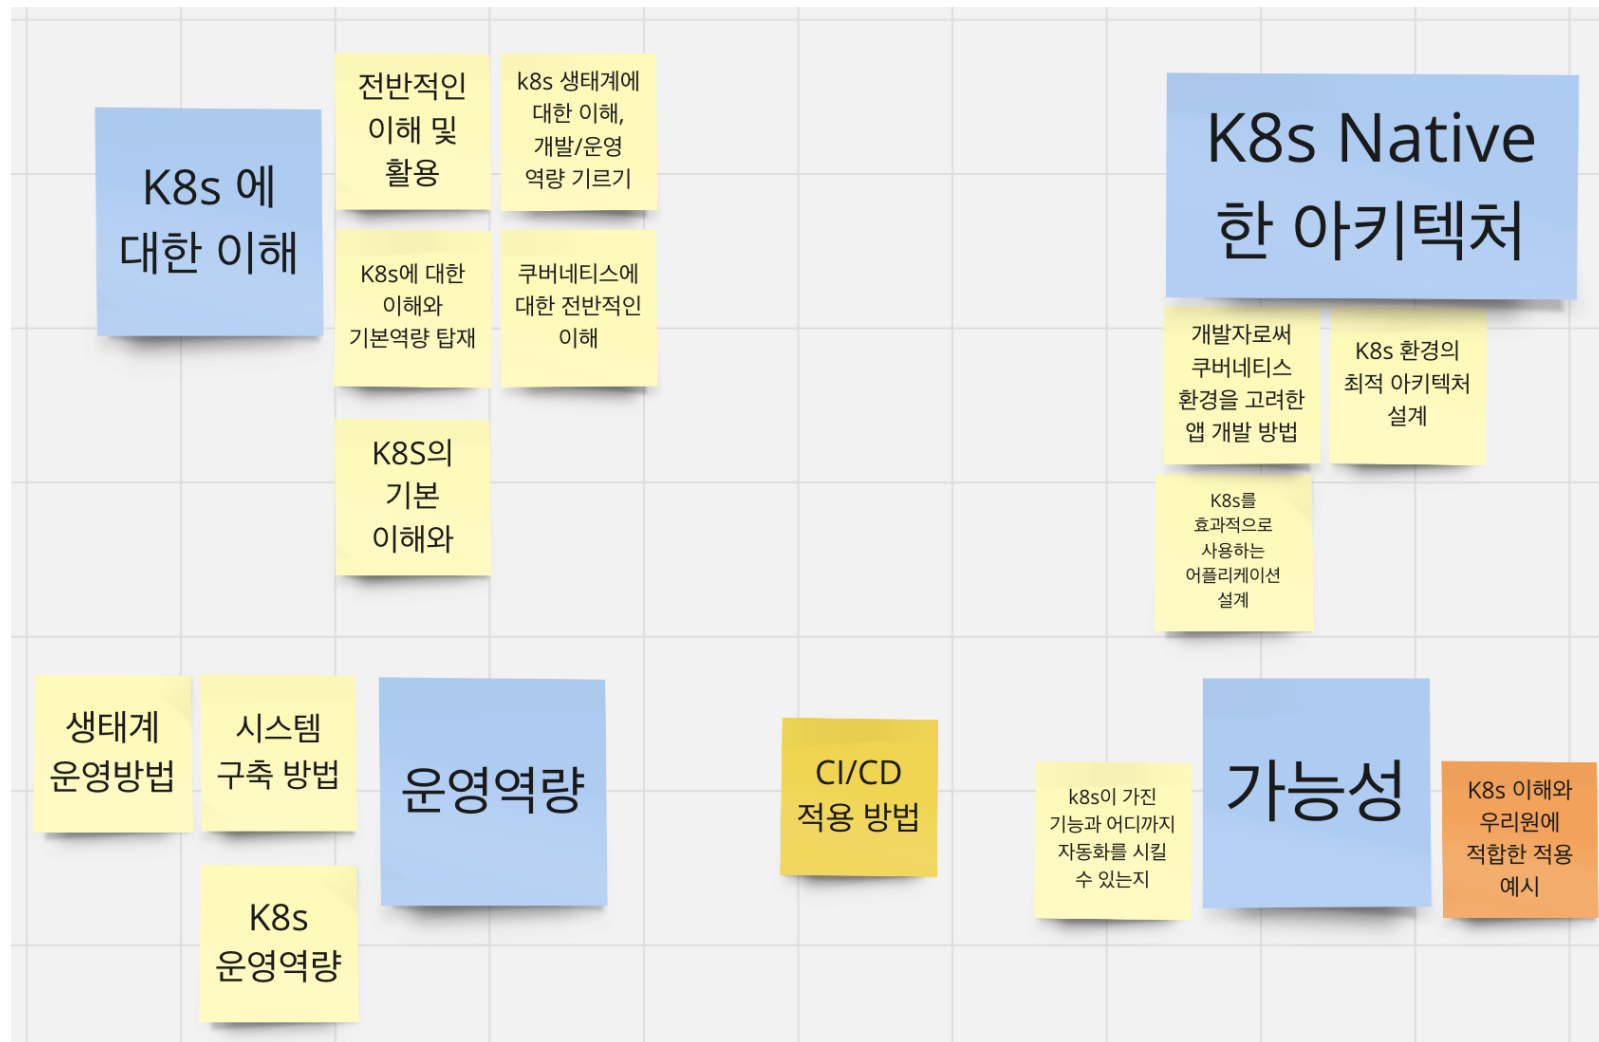 K8s 에
대한 이해
전반적인
이해 및
활용
k8s 생태계에
대한 이해,
개발/운영
역량 기르기
K8s에 대한
이해와
기본역량 탑재
쿠버네티스에
대한 전반적인
이해
K8S의
기본
이해와
K8s Native
한 아키텍처
개발자로써
쿠버네티스
환경을 고려한
앱 개발 방법
K8s 환경의
최적 아키텍처
설계
K8s를
효과적으로
사용하는
어플리케이션
설계
생태계
운영방법
시스템
구축 방법
운영역량
K8s
운영역량
CI/CD
적용 방법
k8s이 가진
기능과 어디까지
자동화를 시킬
수 있는지
가능성
K8s 이해와
우리원에
적합한 적용
예시